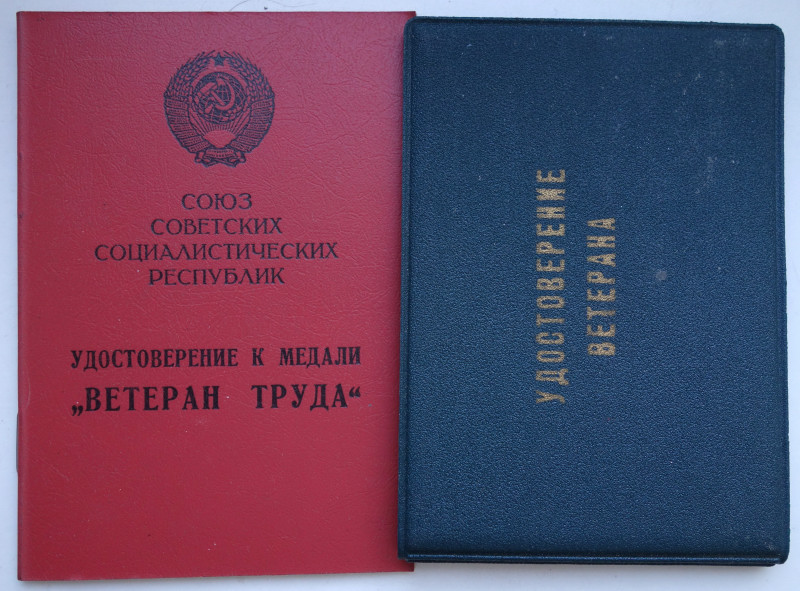 СОЮЗ
СОВЕТСКИХ
СОЦИАЛИСТИЧЕСКИХ
РЕСПУБЛИК
УДОСТОВЕРЕНИЕ К МЕДАЛИ
„ВЕТЕРАН ТРУДА“
УДОСТОВЕРЕНИЕ
ВЕТЕРАНА